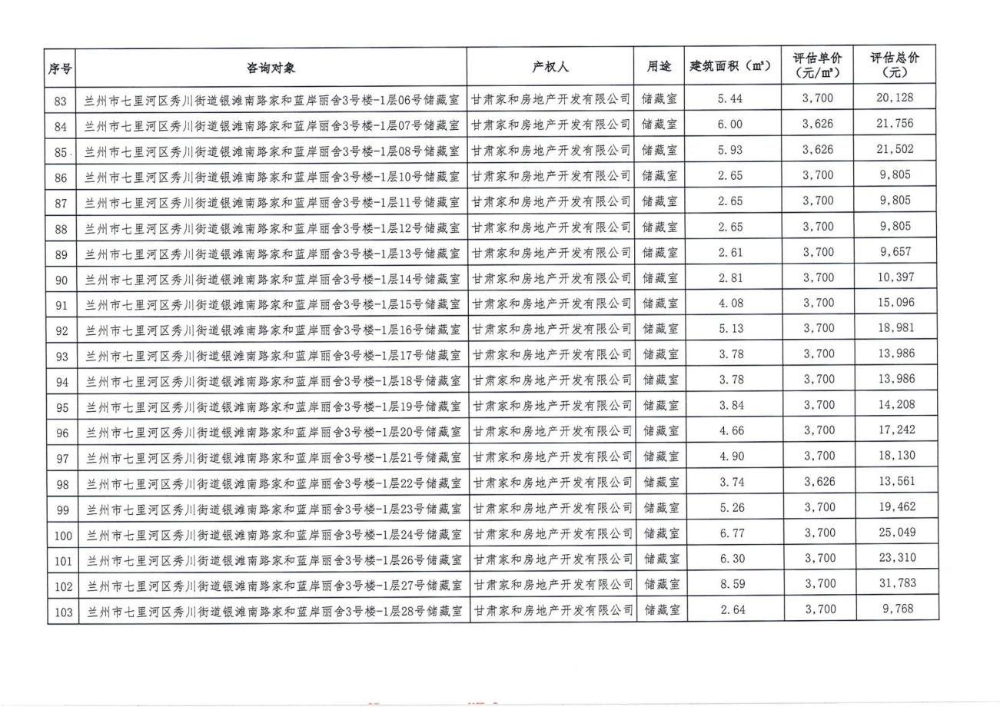 序号 咨询对象 产权人 用途 建筑面积（㎡） 评估单价（元/㎡） 评估总价（元）
83 兰州市七里河区秀川街道银滩南路家和蓝岸丽舍3号楼-1层06号储藏室 甘肃家和房地产开发有限公司 储藏室 5.44 3,700 20,128
84 兰州市七里河区秀川街道银滩南路家和蓝岸丽舍3号楼-1层07号储藏室 甘肃家和房地产开发有限公司 储藏室 6.00 3,626 21,756
85 兰州市七里河区秀川街道银滩南路家和蓝岸丽舍3号楼-1层08号储藏室 甘肃家和房地产开发有限公司 储藏室 5.93 3,626 21,502
86 兰州市七里河区秀川街道银滩南路家和蓝岸丽舍3号楼-1层10号储藏室 甘肃家和房地产开发有限公司 储藏室 2.65 3,700 9,805
87 兰州市七里河区秀川街道银滩南路家和蓝岸丽舍3号楼-1层11号储藏室 甘肃家和房地产开发有限公司 储藏室 2.65 3,700 9,805
88 兰州市七里河区秀川街道银滩南路家和蓝岸丽舍3号楼-1层12号储藏室 甘肃家和房地产开发有限公司 储藏室 2.65 3,700 9,805
89 兰州市七里河区秀川街道银滩南路家和蓝岸丽舍3号楼-1层13号储藏室 甘肃家和房地产开发有限公司 储藏室 2.61 3,700 9,657
90 兰州市七里河区秀川街道银滩南路家和蓝岸丽舍3号楼-1层14号储藏室 甘肃家和房地产开发有限公司 储藏室 2.81 3,700 10,397
91 兰州市七里河区秀川街道银滩南路家和蓝岸丽舍3号楼-1层15号储藏室 甘肃家和房地产开发有限公司 储藏室 4.08 3,700 15,096
92 兰州市七里河区秀川街道银滩南路家和蓝岸丽舍3号楼-1层16号储藏室 甘肃家和房地产开发有限公司 储藏室 5.13 3,700 18,981
93 兰州市七里河区秀川街道银滩南路家和蓝岸丽舍3号楼-1层17号储藏室 甘肃家和房地产开发有限公司 储藏室 3.78 3,700 13,986
94 兰州市七里河区秀川街道银滩南路家和蓝岸丽舍3号楼-1层18号储藏室 甘肃家和房地产开发有限公司 储藏室 3.78 3,700 13,986
95 兰州市七里河区秀川街道银滩南路家和蓝岸丽舍3号楼-1层19号储藏室 甘肃家和房地产开发有限公司 储藏室 3.84 3,700 14,208
96 兰州市七里河区秀川街道银滩南路家和蓝岸丽舍3号楼-1层20号储藏室 甘肃家和房地产开发有限公司 储藏室 4.66 3,700 17,242
97 兰州市七里河区秀川街道银滩南路家和蓝岸丽舍3号楼-1层21号储藏室 甘肃家和房地产开发有限公司 储藏室 4.90 3,700 18,130
98 兰州市七里河区秀川街道银滩南路家和蓝岸丽舍3号楼-1层22号储藏室 甘肃家和房地产开发有限公司 储藏室 3.74 3,626 13,561
99 兰州市七里河区秀川街道银滩南路家和蓝岸丽舍3号楼-1层23号储藏室 甘肃家和房地产开发有限公司 储藏室 5.26 3,700 19,462
100 兰州市七里河区秀川街道银滩南路家和蓝岸丽舍3号楼-1层24号储藏室 甘肃家和房地产开发有限公司 储藏室 6.77 3,700 25,049
101 兰州市七里河区秀川街道银滩南路家和蓝岸丽舍3号楼-1层26号储藏室 甘肃家和房地产开发有限公司 储藏室 6.30 3,700 23,310
102 兰州市七里河区秀川街道银滩南路家和蓝岸丽舍3号楼-1层27号储藏室 甘肃家和房地产开发有限公司 储藏室 8.59 3,700 31,783
103 兰州市七里河区秀川街道银滩南路家和蓝岸丽舍3号楼-1层28号储藏室 甘肃家和房地产开发有限公司 储藏室 2.64 3,700 9,768